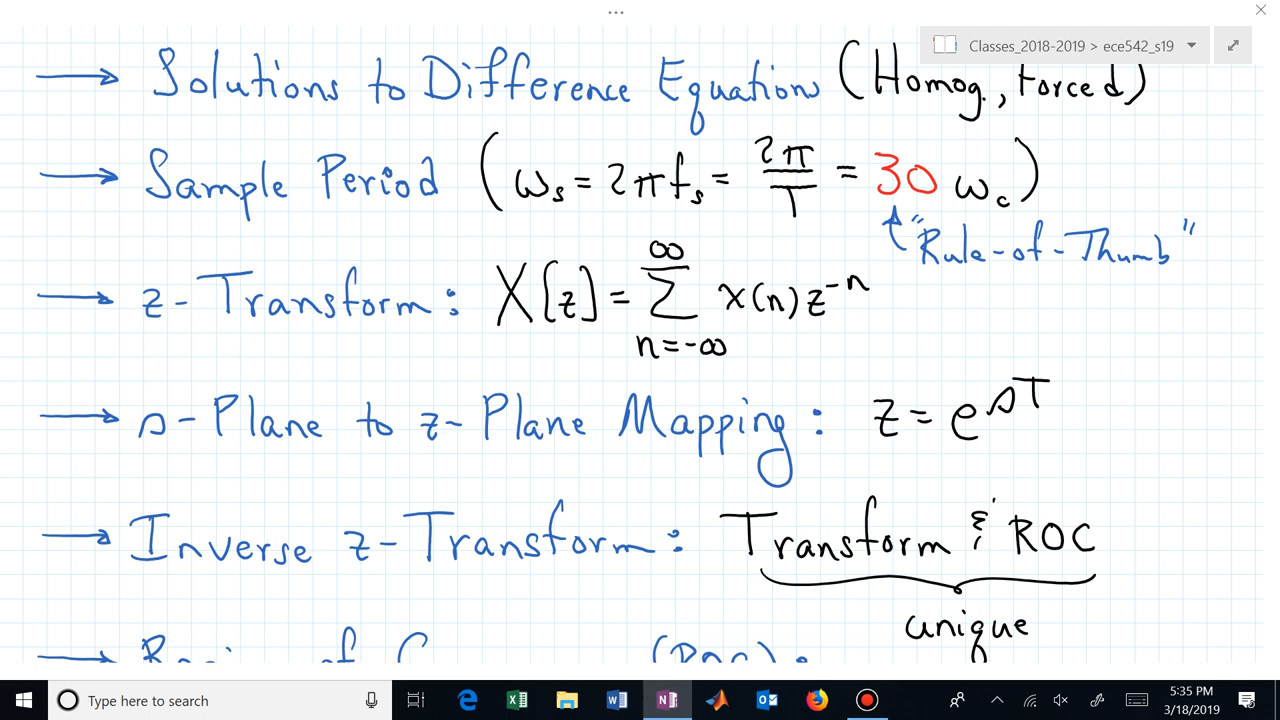 Classes_2018-2019 > ece542_s19
→ Solutions to Difference Equations (Homog., Forced)
→ Sample Period (ωs = 2πfs = 2π/T = 30 ωc)
"Rule-of-Thumb"
→ z-Transform: X[z] = ∞ Σ n=-∞ x(n) z^-n
→ s-Plane to z-Plane Mapping: z = e^sT
→ Inverse z-Transform: Transform & ROC
unique
of
Type here to search
5:35 PM
3/18/2019